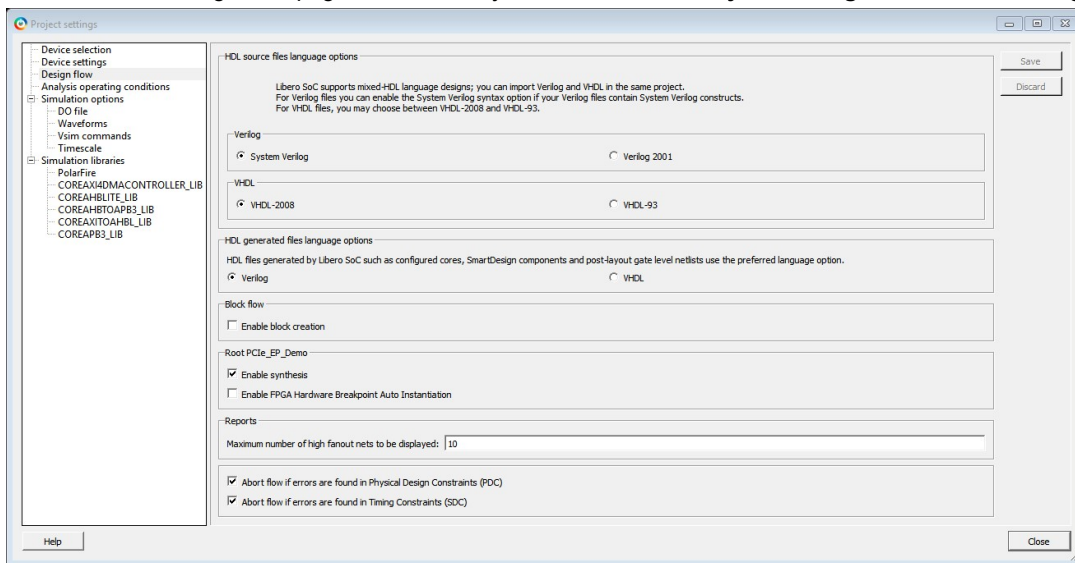 Project settings
Device selection
Device settings
Design flow
Analysis operating conditions
Simulation options
DO file
Waveforms
Vsim commands
Timescale
Simulation libraries
PolarFire
COREAXI4DMACONTROLLER_LIB
COREAHBLITE_LIB
COREAHBTOAPB3_LIB
COREAXITOAHBL_LIB
COREAPB3_LIB
HDL source files language options
Libero SoC supports mixed-HDL language designs; you can import Verilog and VHDL in the same project.
For Verilog files you can enable the System Verilog syntax option if your Verilog files contain System Verilog constructs.
For VHDL files, you may choose between VHDL-2008 and VHDL-93.
Verilog
System Verilog
Verilog 2001
VHDL
VHDL-2008
VHDL-93
HDL generated files language options
HDL files generated by Libero SoC such as configured cores, SmartDesign components and post-layout gate level netlists use the preferred language option.
Verilog
VHDL
Block flow
Enable block creation
Root PCIe_EP_Demo
Enable synthesis
Enable FPGA Hardware Breakpoint Auto Instantiation
Reports
Maximum number of high fanout nets to be displayed: 10
Abort flow if errors are found in Physical Design Constraints (PDC)
Abort flow if errors are found in Timing Constraints (SDC)
Save
Discard
Help
Close